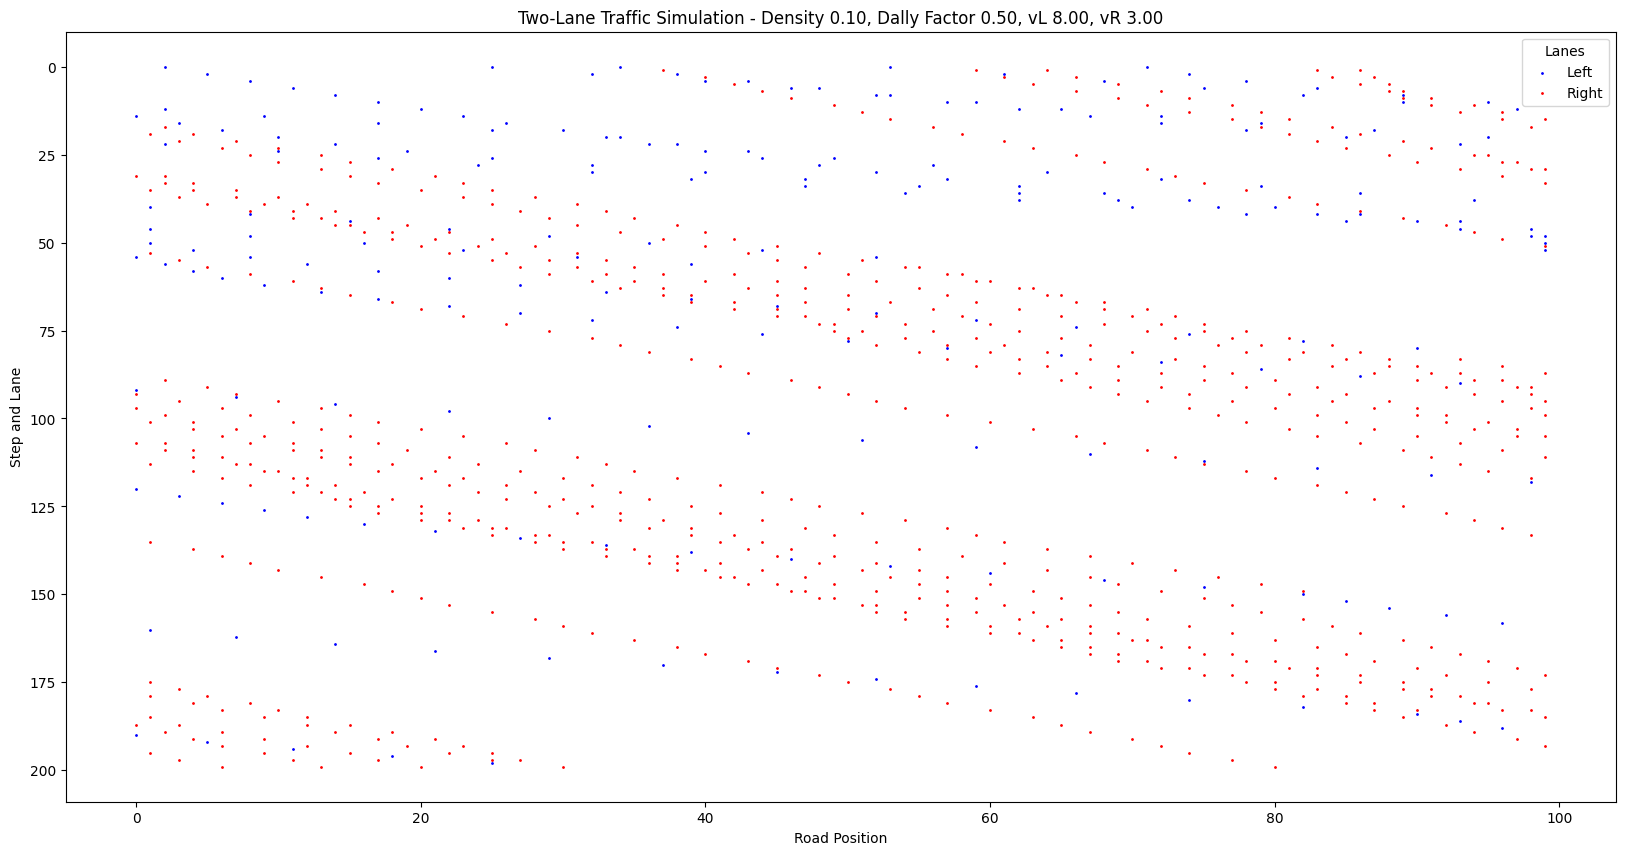 Two-Lane Traffic Simulation - Density 0.10, Dally Factor 0.50, vL 8.00, vR 3.00
Lanes
Left
Right
0
25
50
75
100
125
150
175
200
Step and Lane
0
20
40
60
80
100
Road Position